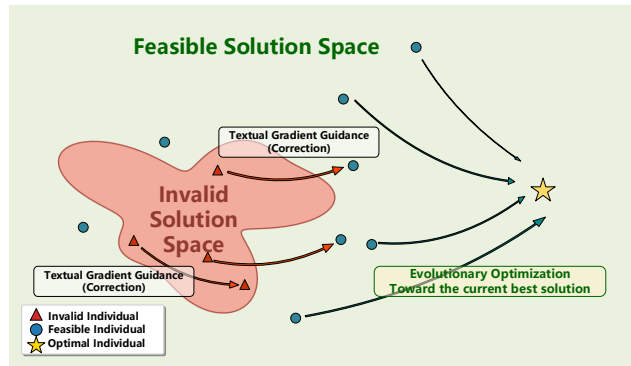 Feasible Solution Space
Textual Gradient Guidance
(Correction)
Invalid
Solution
Space
Textual Gradient Guidance
(Correction)
Evolutionary Optimization
Toward the current best solution
Invalid Individual
Feasible Individual
Optimal Individual